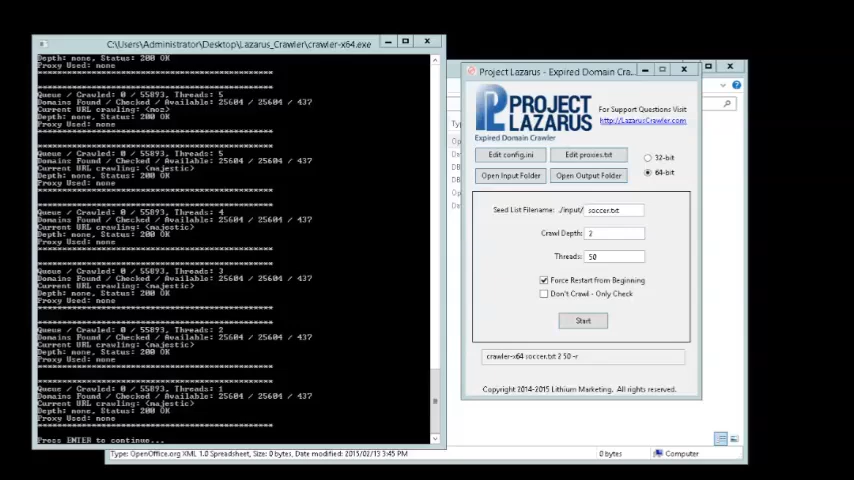 C:\Users\Administrator\Desktop\Lazarus_Crawler\crawler-x64.exe
Depth: none, Status: 200 OK
Proxy Used: none
**************************************************
Queue / Crawled: 0 / 55893, Threads: 5
Domains Found / Checked / Available: 25604 / 25604 / 437
Current URL crawling: (moz)
Depth: none, Status: 200 OK
Proxy Used: none
**************************************************
Queue / Crawled: 0 / 55893, Threads: 5
Domains Found / Checked / Available: 25604 / 25604 / 437
Current URL crawling: (majestic)
Depth: none, Status: 200 OK
Proxy Used: none
**************************************************
**************************************************
Queue / Crawled: 0 / 55893, Threads: 4
Domains Found / Checked / Available: 25604 / 25604 / 437
Current URL crawling: (majestic)
Depth: none, Status: 200 OK
Proxy Used: none
**************************************************
**************************************************
Queue / Crawled: 0 / 55893, Threads: 3
Domains Found / Checked / Available: 25604 / 25604 / 437
Current URL crawling: (majestic)
Depth: none, Status: 200 OK
Proxy Used: none
**************************************************
**************************************************
Queue / Crawled: 0 / 55893, Threads: 2
Domains Found / Checked / Available: 25604 / 25604 / 437
Current URL crawling: (majestic)
Depth: none, Status: 200 OK
Proxy Used: none
**************************************************
**************************************************
Queue / Crawled: 0 / 55893, Threads: 1
Domains Found / Checked / Available: 25604 / 25604 / 437
Current URL crawling: (majestic)
Depth: none, Status: 200 OK
Proxy Used: none
**************************************************
Press ENTER to continue...
Project Lazarus - Expired Domain Cra...
PROJECT
LAZARUS
Expired Domain Crawler
For Support Questions Visit
http://LazarusCrawler.com
Edit config.ini
Edit proxies.txt
32-bit
Open Input Folder
Open Output Folder
64-bit
Seed List Filename: ./input/ soccer.txt
Crawl Depth: 2
Threads: 50
Force Restart from Beginning
Don't Crawl - Only Check
Start
crawler-x64 soccer.txt 2 50 -r
Copyright 2014-2015 Lithium Marketing. All rights reserved.
Type: OpenOffice.org XML 1.0 Spreadsheet, Size: 0 bytes, Date modified: 2015/02/13 3:45 PM
0 bytes
Computer